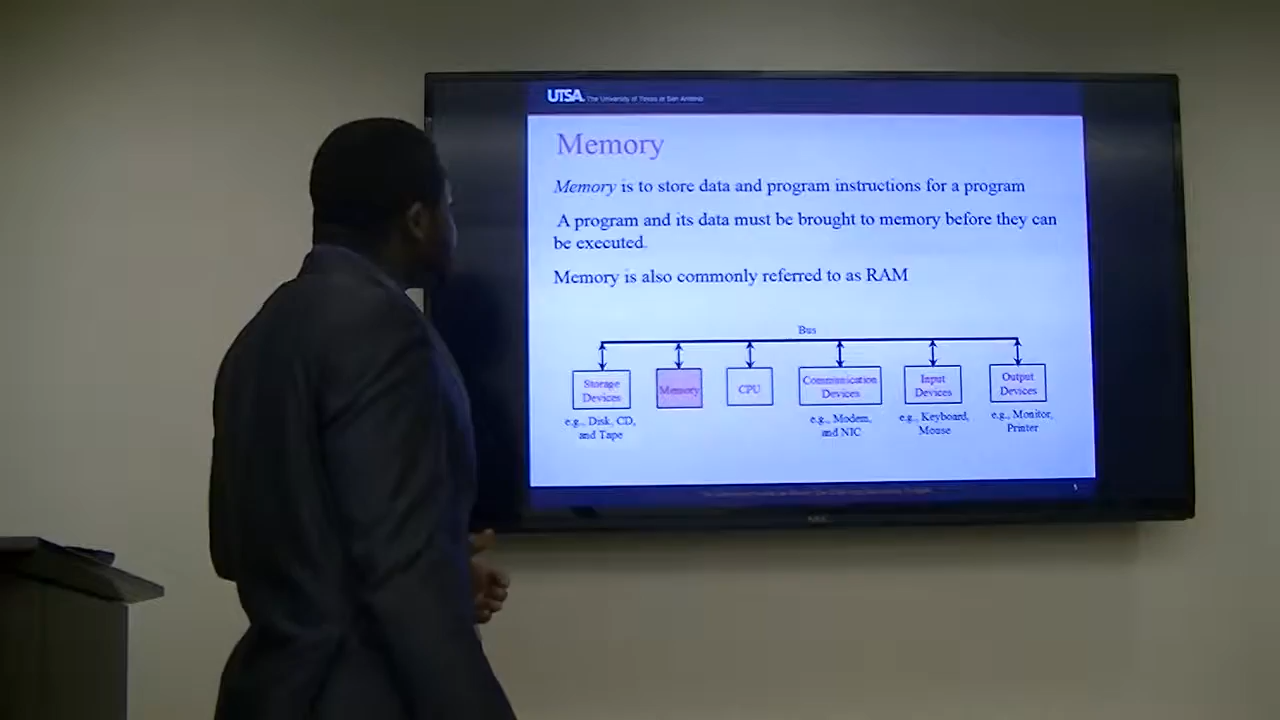 UTSA. The University of Texas at San Antonio
Memory
Memory is to store data and program instructions for a program
A program and its data must be brought to memory before they can
be executed.
Memory is also commonly referred to as RAM
Bus
Storage
Devices
Memory
CPU
Communication
Devices
Input
Devices
Output
Devices
e.g., Disk, CD,
and Tape
e.g., Modem,
and NIC
e.g., Keyboard,
Mouse
e.g., Monitor,
Printer
5
NEC